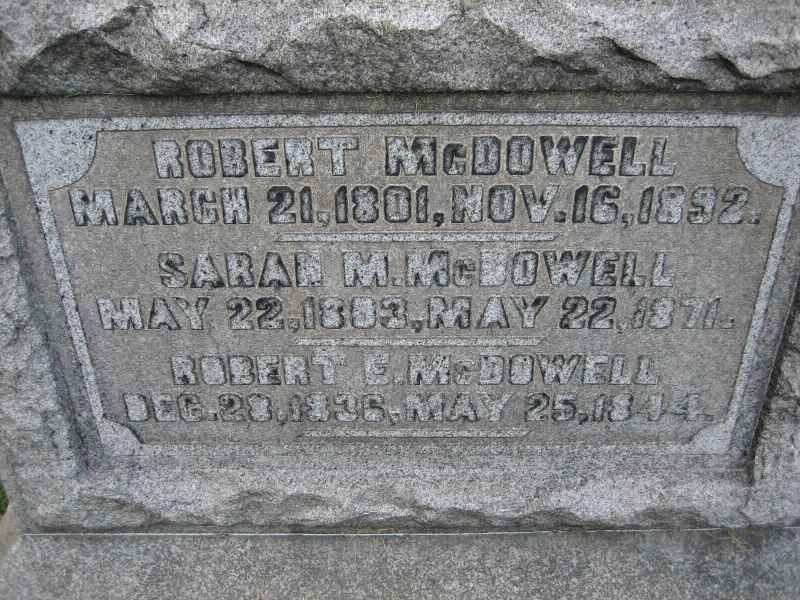 ROBERT McDOWELL
MARCH 21, 1801, NOV. 16, 1892.
SARAH M. McDOWELL
MAY 22, 1803, MAY 22, 1871.
ROBERT E. McDOWELL
DEC. 28, 1836, MAY 25, 1844.